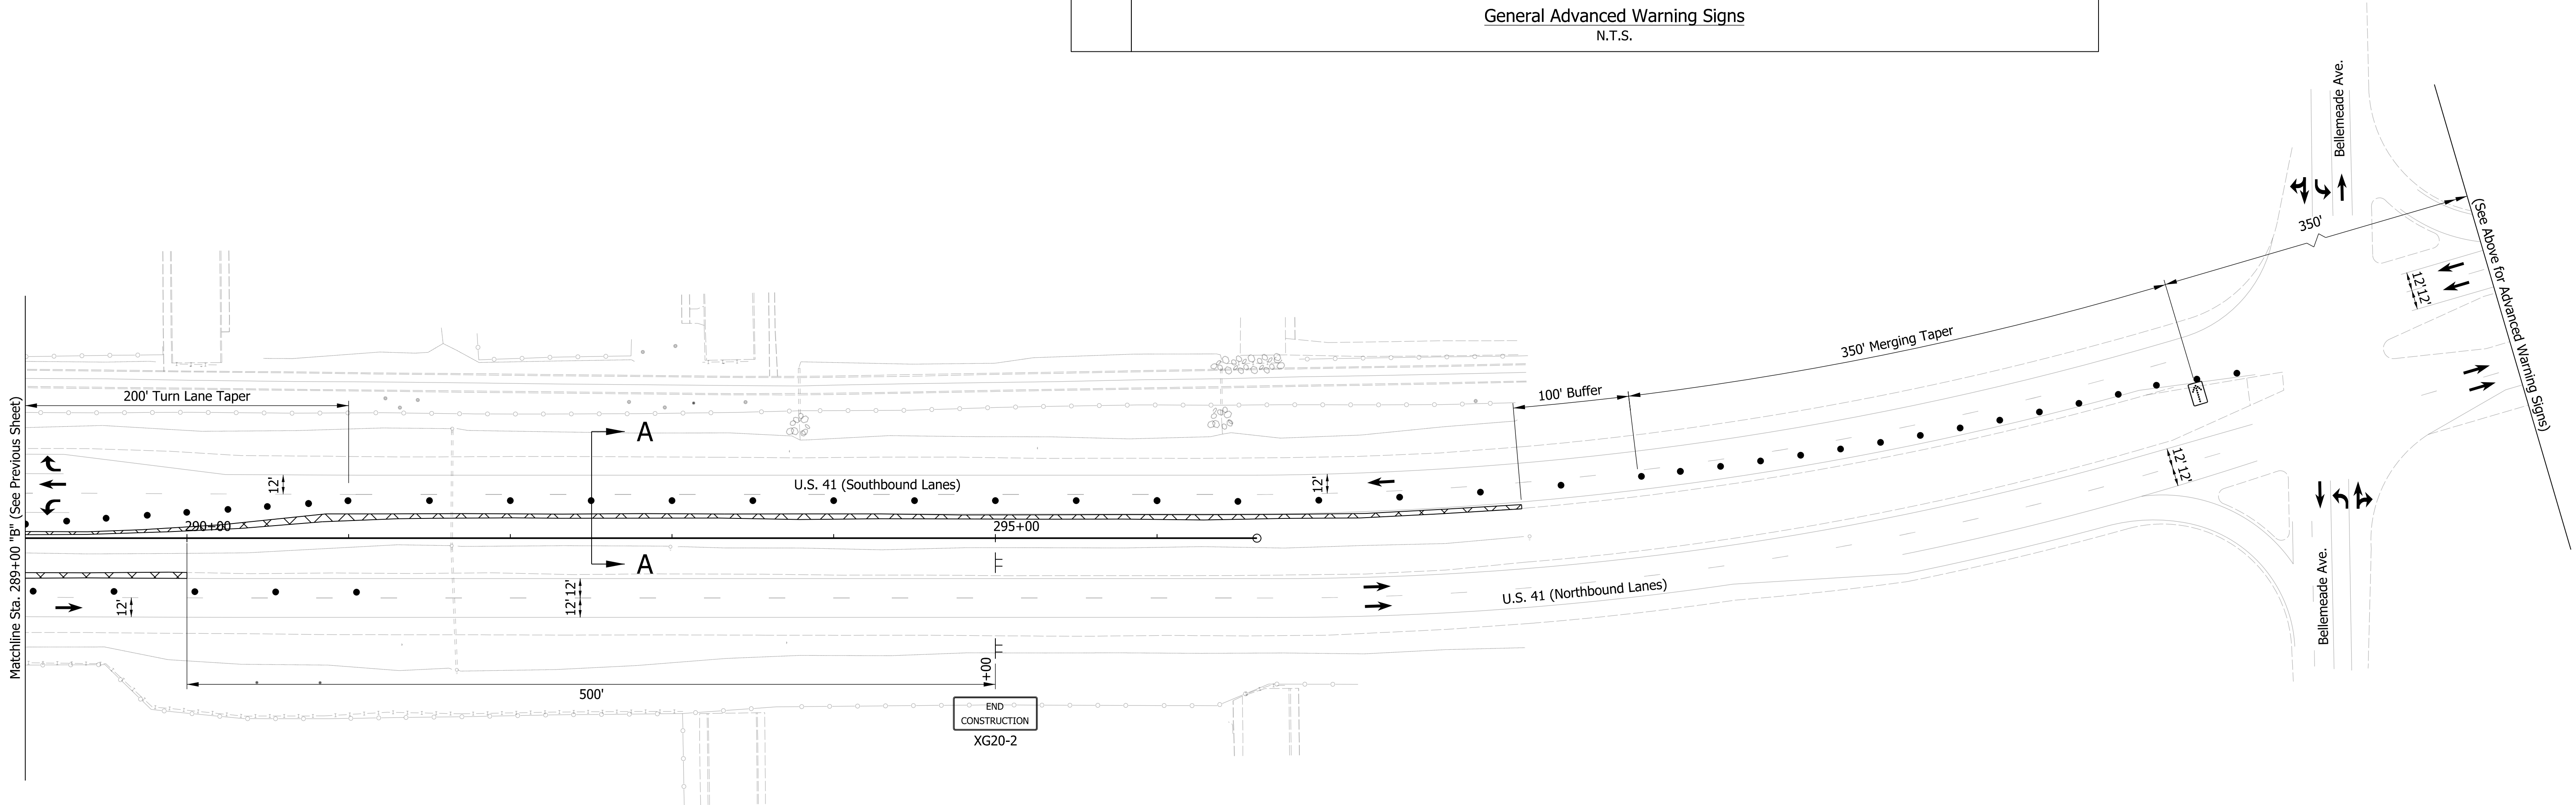 General Advanced Warning Signs
N.T.S.
Bellemeade Ave.
350'
(See Above for Advanced Warning Signs)
12'
12'
350' Merging Taper
100' Buffer
200' Turn Lane Taper
Matchline Sta. 289+00 "B" (See Previous Sheet)
A
12'
U.S. 41 (Southbound Lanes)
12'
12'
12'
290+00
295+00
A
12'
12'
12'
U.S. 41 (Northbound Lanes)
Bellemeade Ave.
+00
500'
END
CONSTRUCTION
XG20-2